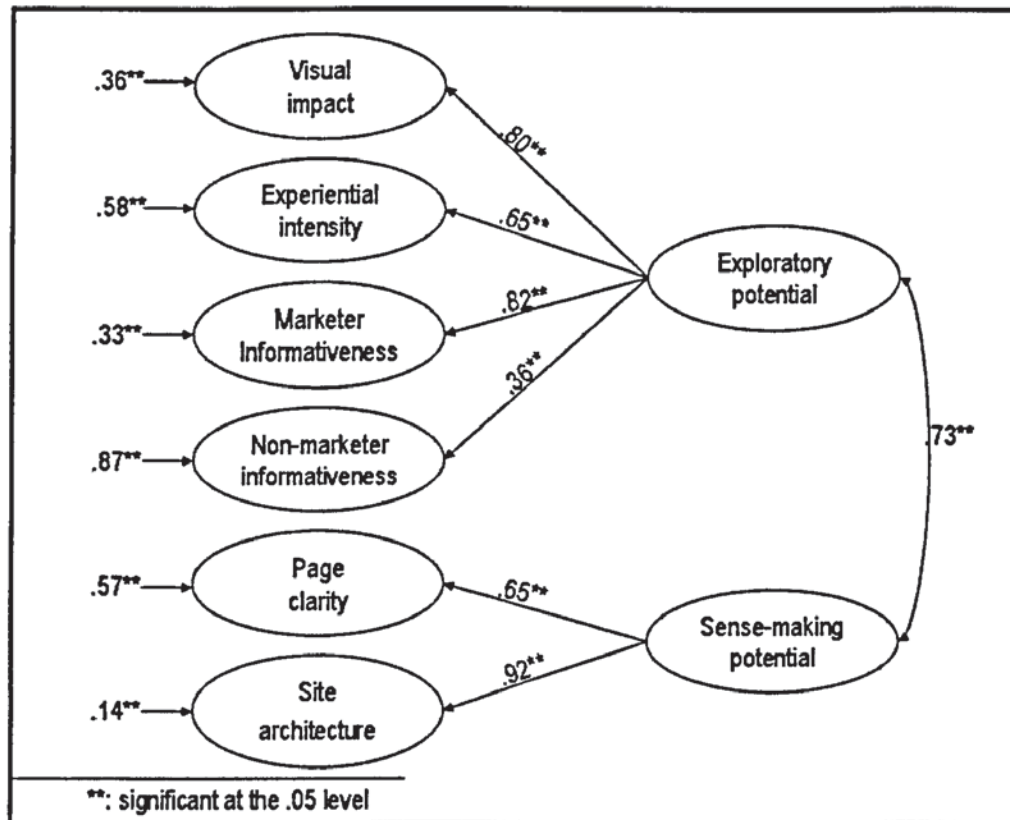 .36**
Visual
impact
.80**
.58**
Experiential
intensity
.65**
Exploratory
potential
.33**
Marketer
Informativeness
.82**
.36**
.87**
Non-marketer
informativeness
.73**
.57**
Page
clarity
.65**
Sense-making
potential
.92**
.14**
Site
architecture
**: significant at the .05 level